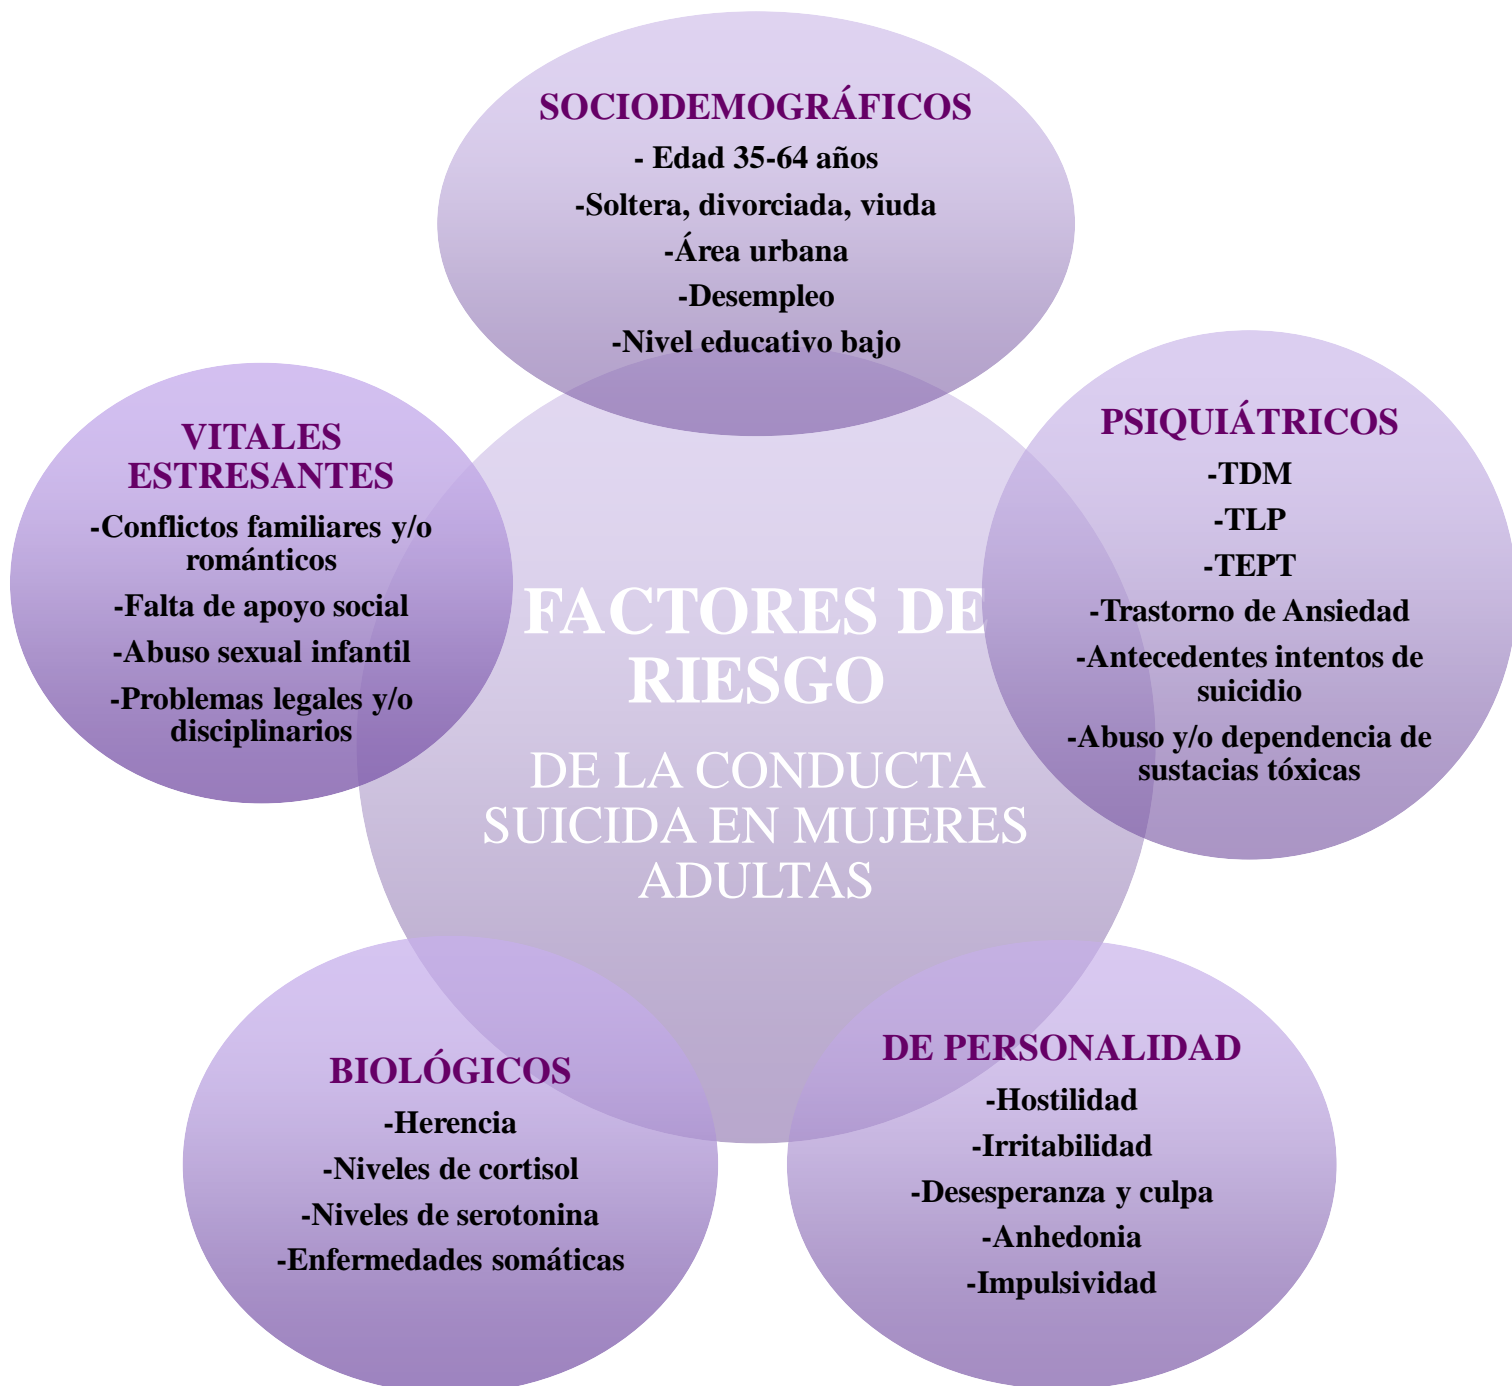 SOCIODEMOGRÁFICOS
- Edad 35-64 años
-Soltera, divorciada, viuda
-Área urbana
-Desempleo
-Nivel educativo bajo
PSIQUIÁTRICOS
-TDM
-TLP
-TEPT
-Trastorno de Ansiedad
-Antecedentes intentos de
suicidio
-Abuso y/o dependencia de
sustacias tóxicas
VITALES
ESTRESANTES
-Conflictos familiares y/o
románticos
-Falta de apoyo social
-Abuso sexual infantil
-Problemas legales y/o
disciplinarios
FACTORES DE
RIESGO
DE LA CONDUCTA
SUICIDA EN MUJERES
ADULTAS
DE PERSONALIDAD
-Hostilidad
-Irritabilidad
-Desesperanza y culpa
-Anhedonia
-Impulsividad
BIOLÓGICOS
-Herencia
-Niveles de cortisol
-Niveles de serotonina
-Enfermedades somáticas